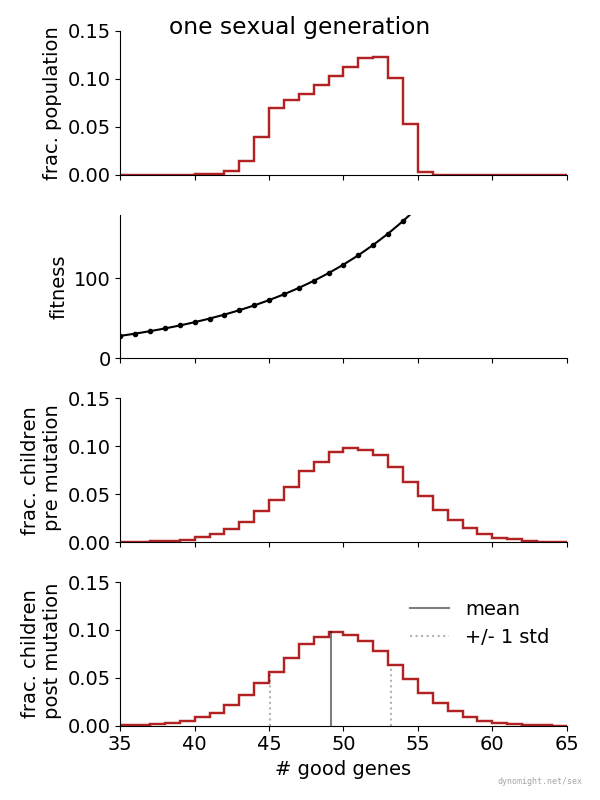 one sexual generation
0.15
0.10
0.05
0.00
frac. population
100
0
fitness
0.15
0.10
0.05
0.00
frac. children
pre mutation
mean
+/- 1 std
0.15
0.10
0.05
0.00
frac. children
post mutation
35 40 45 50 55 60 65
# good genes
dynomight.net/sex